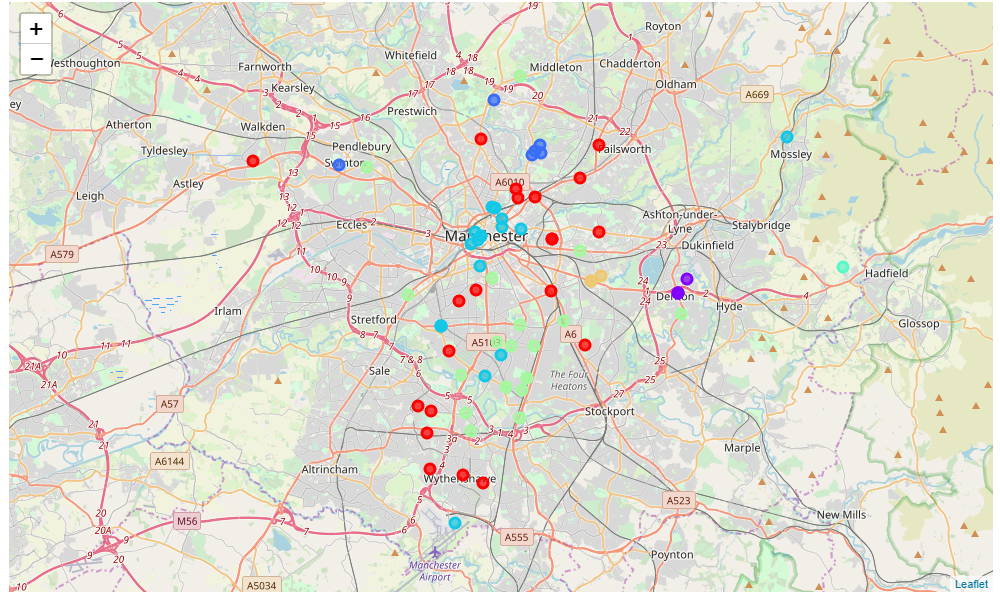 +
−
Royton
Whitefield
Middleton
Chadderton
Westhoughton
Farnworth
Kearsley
Oldham
A669
Atherton
Walkden
Prestwich
Tyldesley
Pendlebury
Failsworth
Mossley
Swinton
Astley
A6010
Leigh
Eccles
Manchester
Ashton-under-
Lyne
Stalybridge
Dukinfield
A579
Hadfield
Denton
Hyde
Irlam
Stretford
Glossop
A5103
A6
Sale
The Four
Heatons
A57
Stockport
Marple
A6144
Altrincham
Wythenshawe
A523
M56
New Mills
A555
Poynton
Manchester
Airport
A5034
Leaflet